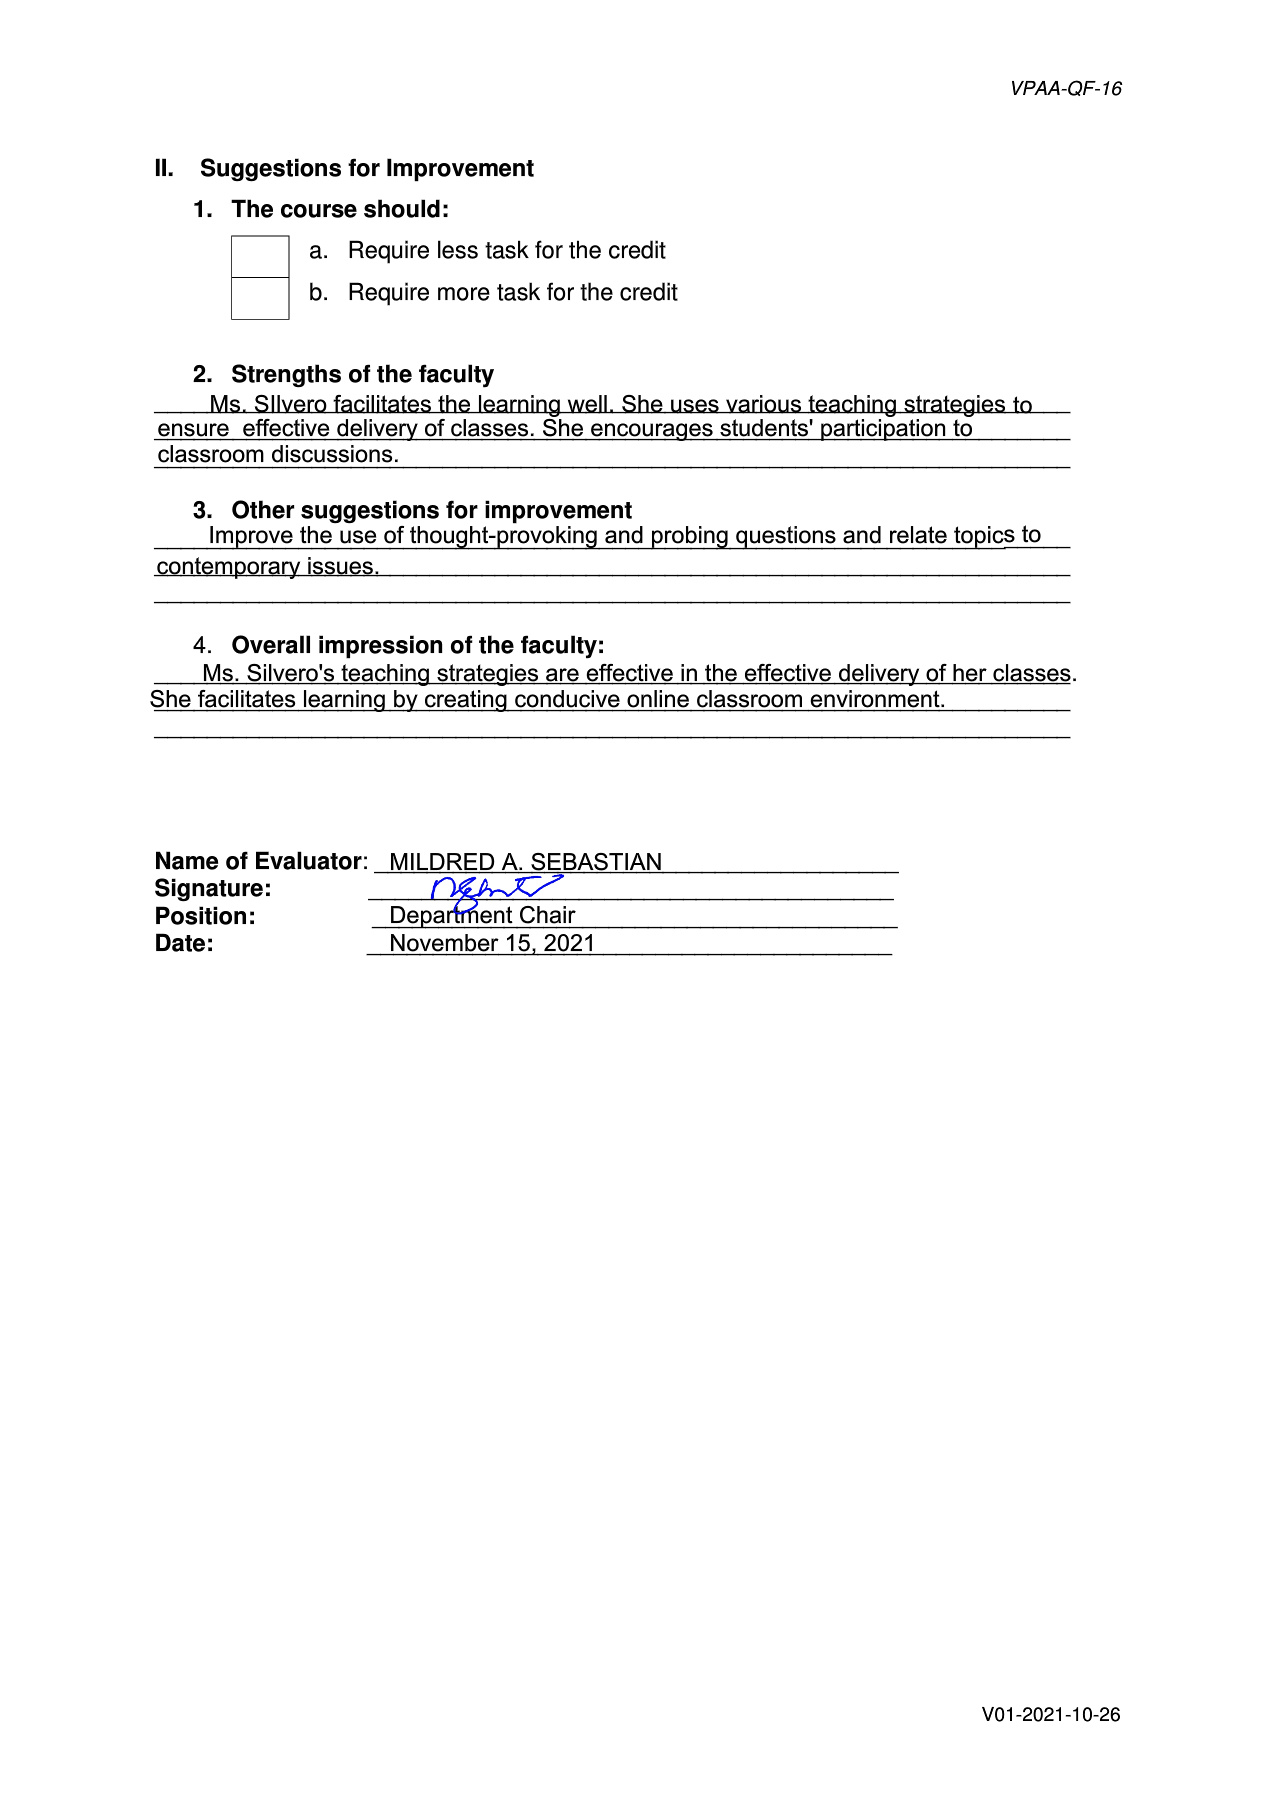 VPAA-QF-16
II. Suggestions for Improvement
1. The course should:
a. Require less task for the credit
b. Require more task for the credit
2. Strengths of the faculty
Ms. SIlvero facilitates the learning well. She uses various teaching strategies to
ensure  effective delivery of classes. She encourages students' participation to
classroom discussions.
3. Other suggestions for improvement
Improve the use of thought-provoking and probing questions and relate topics to
contemporary issues.
4. Overall impression of the faculty:
Ms. Silvero's teaching strategies are effective in the effective delivery of her classes.
She facilitates learning by creating conducive online classroom environment.
Name of Evaluator: MILDRED A. SEBASTIAN
Signature:
Position: Department Chair
Date: November 15, 2021
V01-2021-10-26